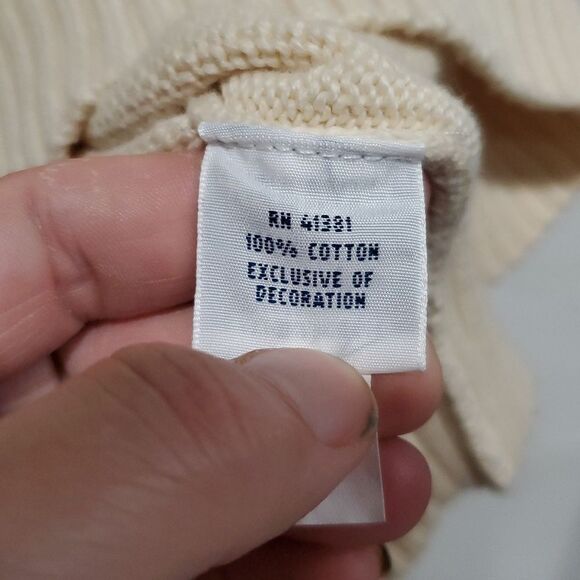 RN 41381
100% COTTON
EXCLUSIVE OF
DECORATION